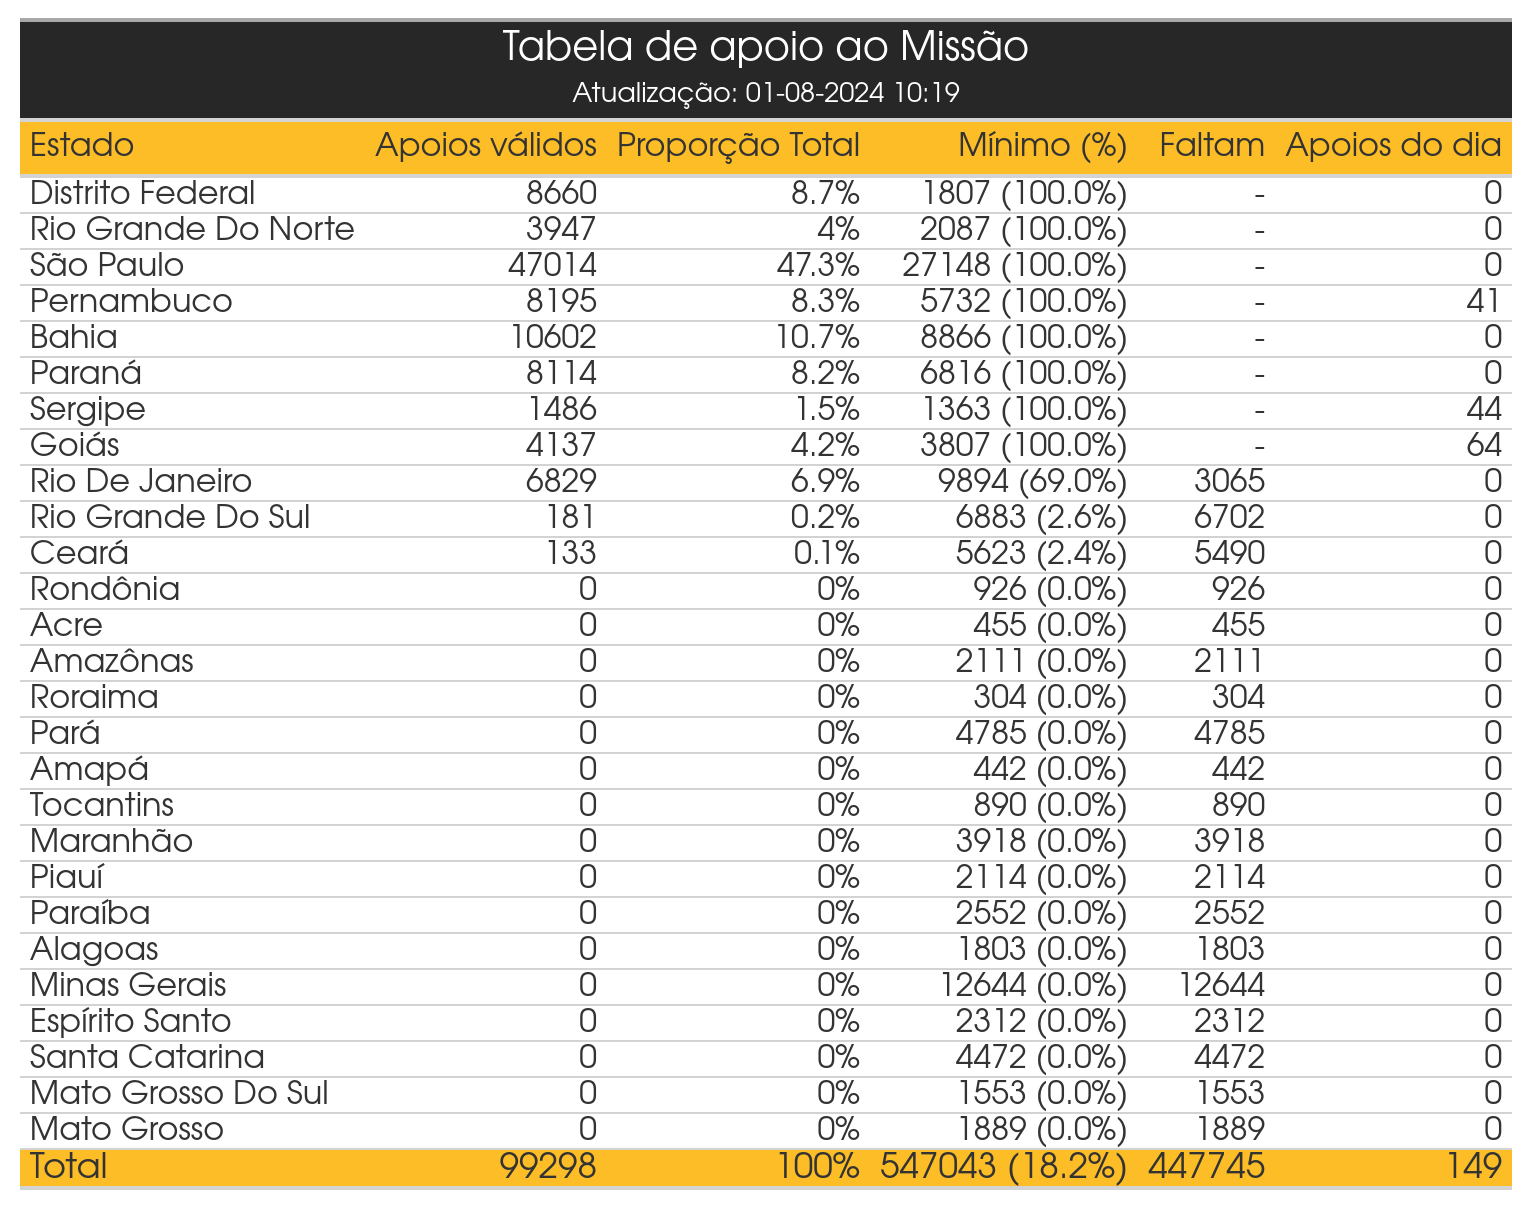 Tabela de apoio ao Missão
Atualização: 01-08-2024 10:19
Estado Apoios válidos Proporção Total Mínimo (%) Faltam Apoios do dia
Distrito Federal 8660 8.7% 1807 (100.0%) - 0
Rio Grande Do Norte 3947 4% 2087 (100.0%) - 0
São Paulo 47014 47.3% 27148 (100.0%) - 0
Pernambuco 8195 8.3% 5732 (100.0%) - 41
Bahia 10602 10.7% 8866 (100.0%) - 0
Paraná 8114 8.2% 6816 (100.0%) - 0
Sergipe 1486 1.5% 1363 (100.0%) - 44
Goiás 4137 4.2% 3807 (100.0%) - 64
Rio De Janeiro 6829 6.9% 9894 (69.0%) 3065 0
Rio Grande Do Sul 181 0.2% 6883 (2.6%) 6702 0
Ceará 133 0.1% 5623 (2.4%) 5490 0
Rondônia 0 0% 926 (0.0%) 926 0
Acre 0 0% 455 (0.0%) 455 0
Amazônas 0 0% 2111 (0.0%) 2111 0
Roraima 0 0% 304 (0.0%) 304 0
Pará 0 0% 4785 (0.0%) 4785 0
Amapá 0 0% 442 (0.0%) 442 0
Tocantins 0 0% 890 (0.0%) 890 0
Maranhão 0 0% 3918 (0.0%) 3918 0
Piauí 0 0% 2114 (0.0%) 2114 0
Paraíba 0 0% 2552 (0.0%) 2552 0
Alagoas 0 0% 1803 (0.0%) 1803 0
Minas Gerais 0 0% 12644 (0.0%) 12644 0
Espírito Santo 0 0% 2312 (0.0%) 2312 0
Santa Catarina 0 0% 4472 (0.0%) 4472 0
Mato Grosso Do Sul 0 0% 1553 (0.0%) 1553 0
Mato Grosso 0 0% 1889 (0.0%) 1889 0
Total 99298 100% 547043 (18.2%) 447745 149